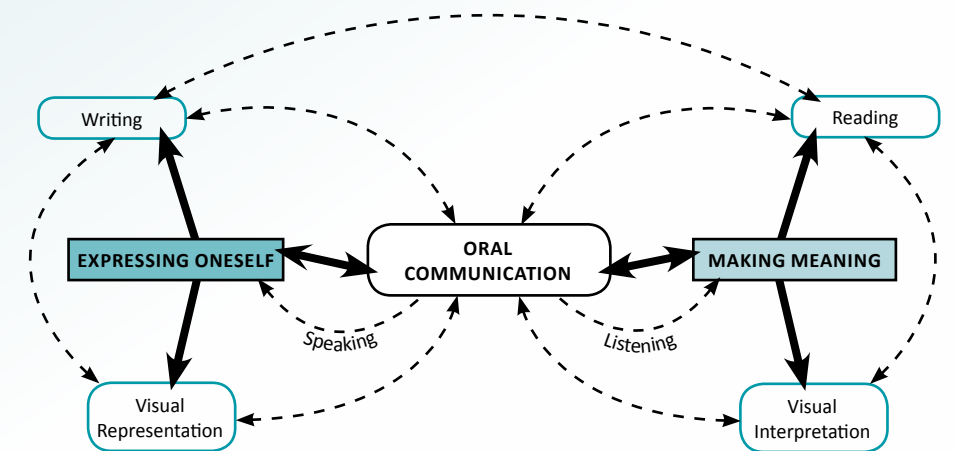 Writing
Reading
EXPRESSING ONESELF
ORAL
COMMUNICATION
MAKING MEANING
Speaking
Listening
Visual
Representation
Visual
Interpretation